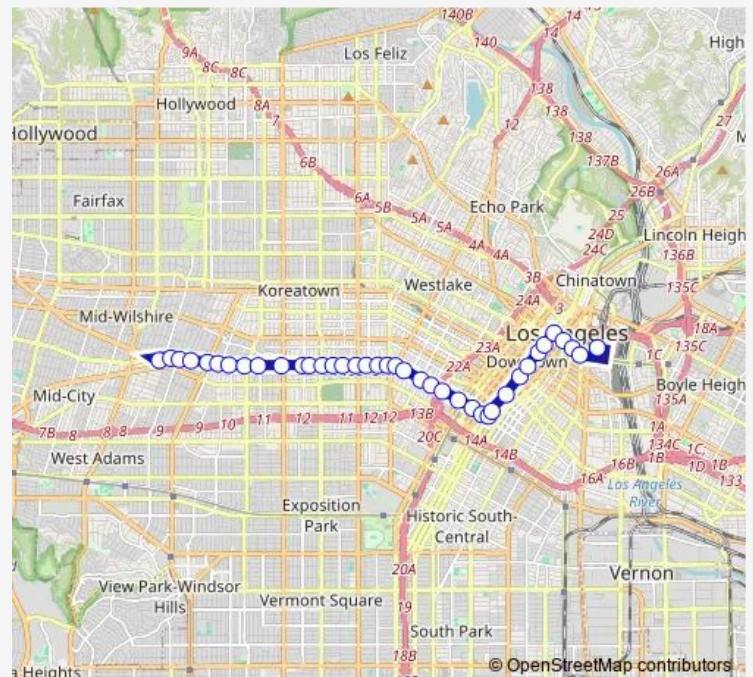 140B
14
14
9A
8C
8C
Los Feliz
140
14
High
138
8A
Hollywood
7
138
12
27
Hollywood
138
6B
137B
26A
6A
5B
26B
Fairfax
5A
5A
Echo Park
25
24D
24C
Lincoln Heigh
4A
4A
136B
3B
Chinatown
Koreatown
Westlake
135C
24A
3
Mid-Wilshire
18A
23A
Los Angeles
135C
22A
1C
Boyle Heigh
Mid-City
135A
7B
8
8
9
9
10
11
12
11
12
12
13B
1A
20C
14A
134C
1C;
West Adams
14B
16B
1B
1D
1B
16A
133
Los Angeles
River
Exposition
Park
Historic South-
Central
20A
Vernon
View Park-Windsor
Hills
Vermont Square
19
South Park
18B
a Heights
© OpenStreetMap contributors